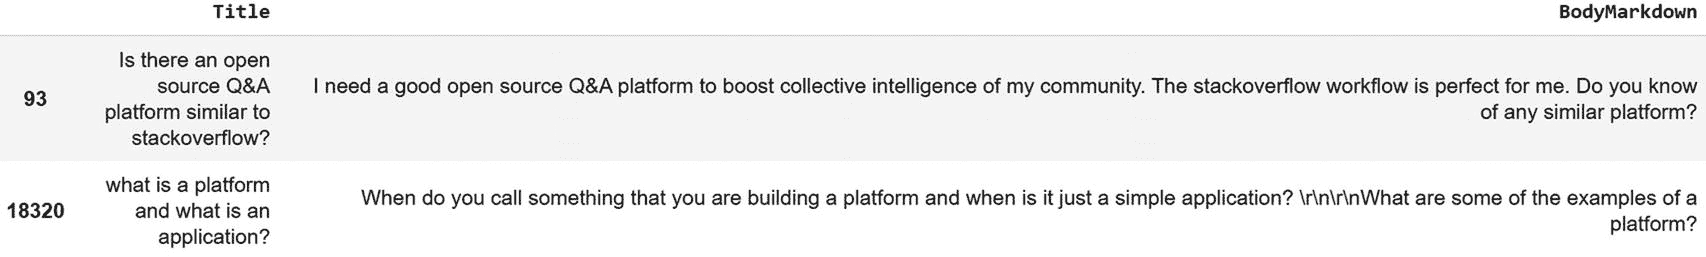 Title BodyMarkdown
93
Is there an open
source Q&A
platform similar to
stackoverflow?
I need a good open source Q&A platform to boost collective intelligence of my community. The stackoverflow workflow is perfect for me. Do you know
of any similar platform?
18320
what is a platform
and what is an
application?
When do you call something that you are building a platform and when is it just a simple application? \r\n\r\nWhat are some of the examples of a
platform?